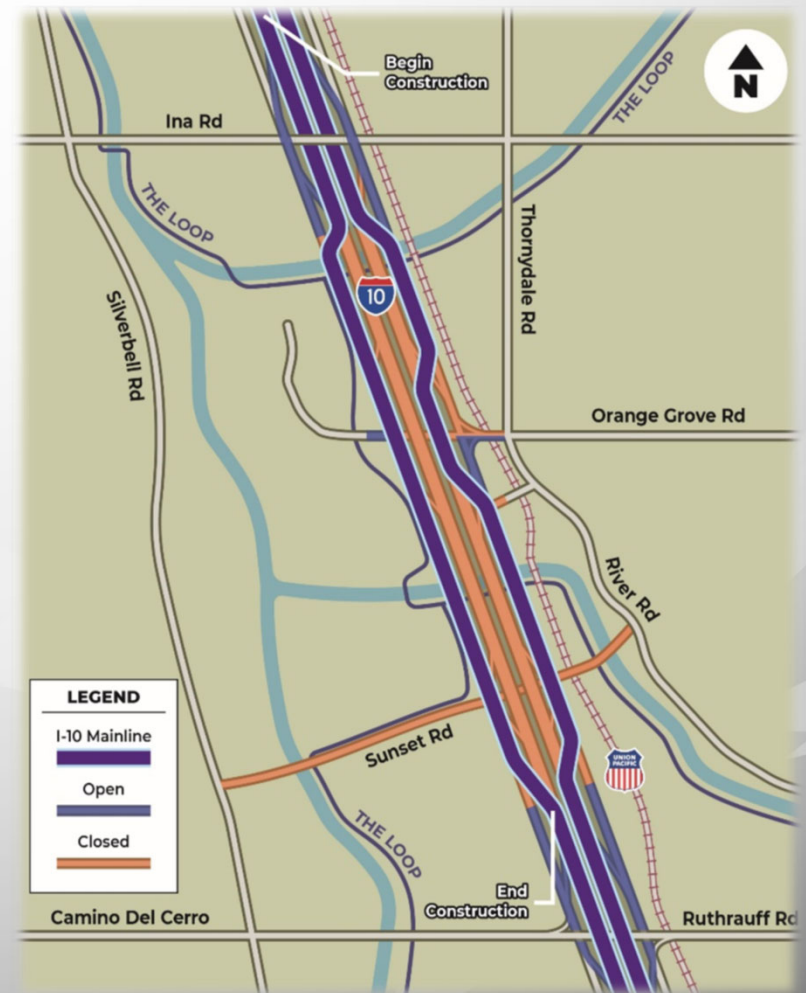 Begin
Construction
N
THE LOOP
Ina Rd
THE LOOP
Thornydale Rd
10
Silverbell Rd
Orange Grove Rd
River Rd
LEGEND
I-10 Mainline
Open
Closed
Sunset Rd
UNION
PACIFIC
THE LOOP
End
Construction
Camino Del Cerro
Ruthrauff Rd